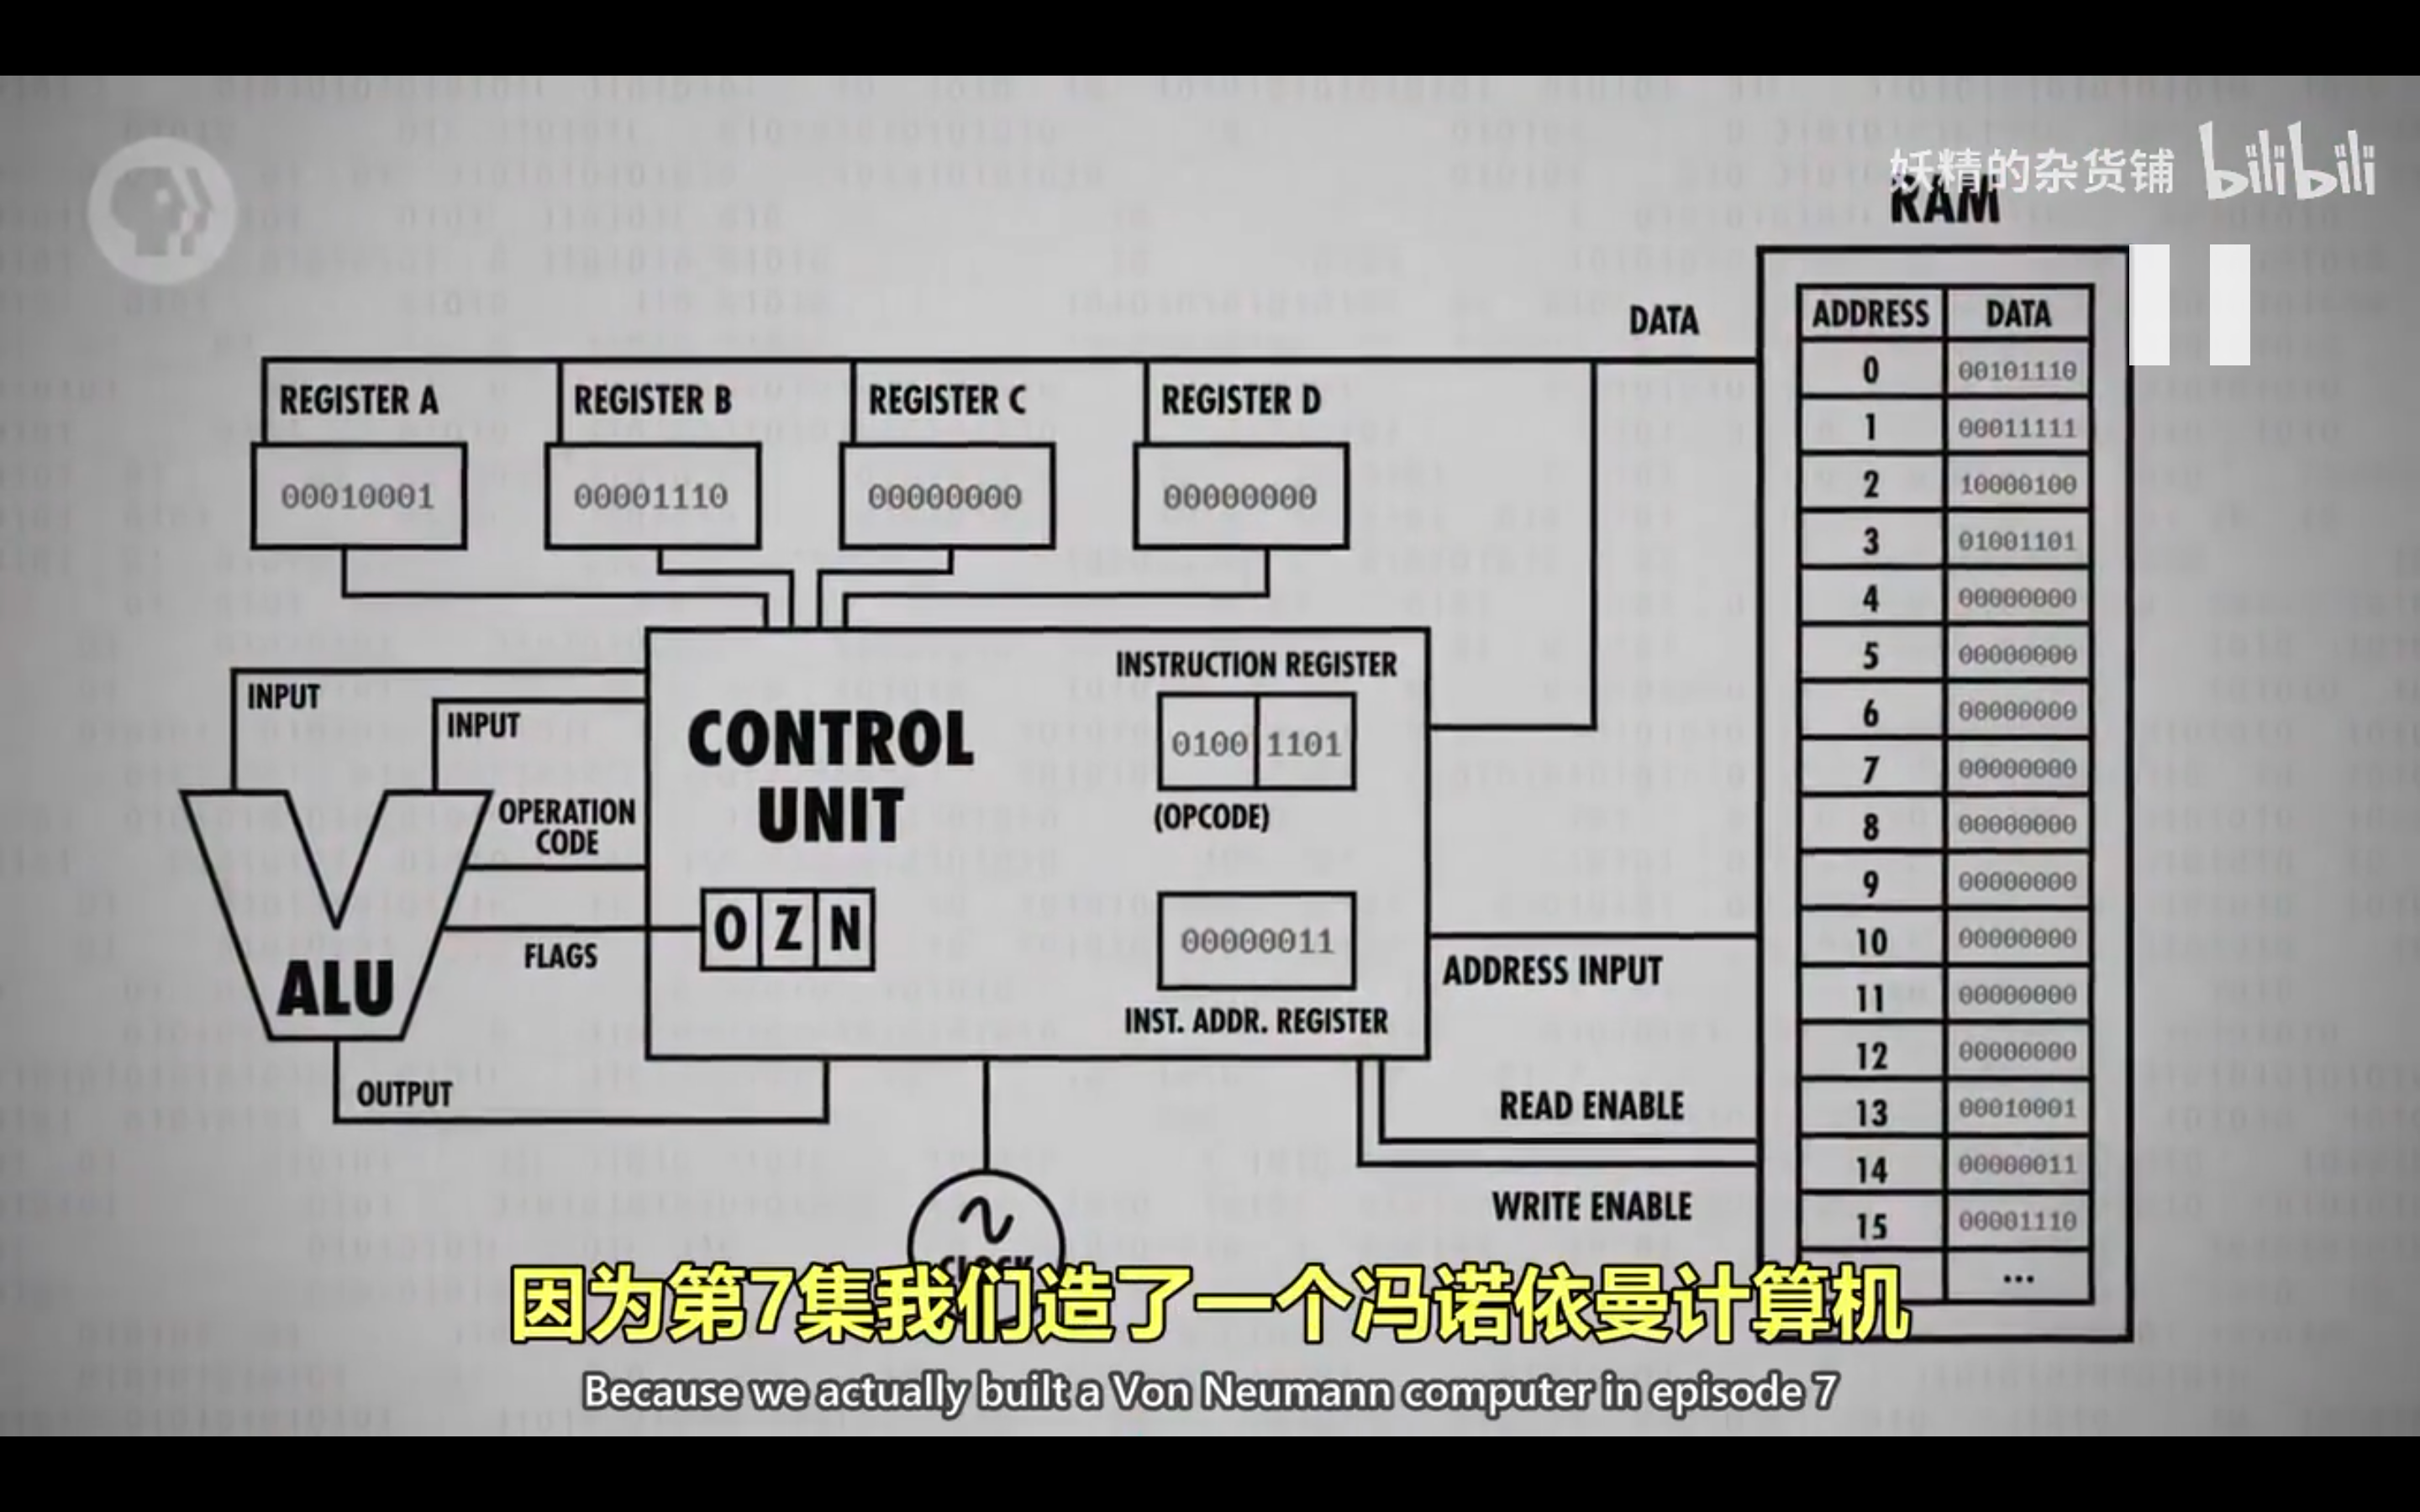 妖精的杂货铺 bilibili
RAM
DATA
ADDRESS DATA
0 00101110
1 00011111
2 10000100
3 01001101
4 00000000
5 00000000
6 00000000
7 00000000
8 00000000
9 00000000
10 00000000
11 00000000
12 00000000
13 00010001
14 00000011
15 00001110
...
REGISTER A
00010001
REGISTER B
00001110
REGISTER C
00000000
REGISTER D
00000000
INPUT
INPUT
CONTROL
UNIT
INSTRUCTION REGISTER
0100 1101
(OPCODE)
OPERATION
CODE
O Z N
FLAGS
ALU
OUTPUT
00000011
INST. ADDR. REGISTER
ADDRESS INPUT
READ ENABLE
WRITE ENABLE
CLOCK
因为第7集我们造了一个冯诺依曼计算机
Because we actually built a Von Neumann computer in episode 7